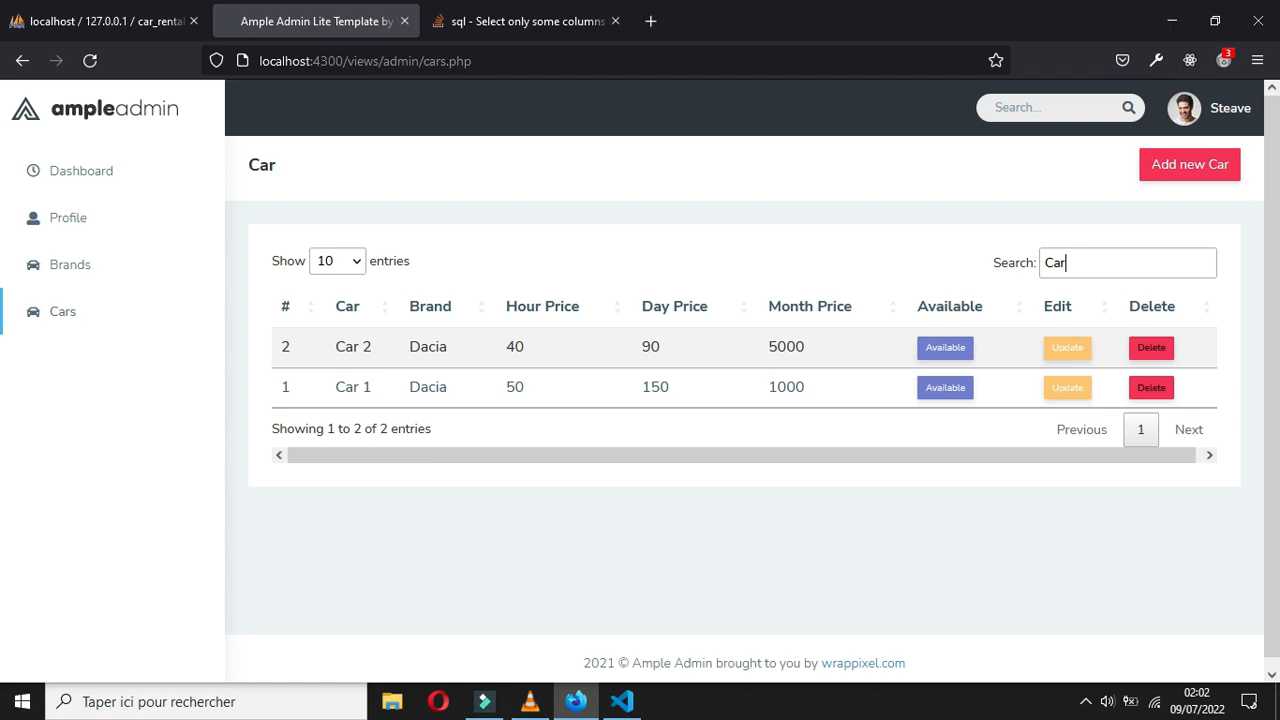 localhost / 127.0.0.1 / car_renta
Ample Admin Lite Template by
sql - Select only some columns
localhost:4300/views/admin/cars.php
3
ampleadmin
Search...
Steave
Dashboard
Profile
Brands
Cars
Car
Add new Car
Show 10 entries
Search: Car
# Car Brand Hour Price Day Price Month Price Available Edit Delete
2 Car 2 Dacia 40 90 5000 Available Update Delete
1 Car 1 Dacia 50 150 1000 Available Update Delete
Showing 1 to 2 of 2 entries
Previous 1 Next
2021 © Ample Admin brought to you by wrappixel.com
Taper ici pour rechercher
02:02
09/07/2022